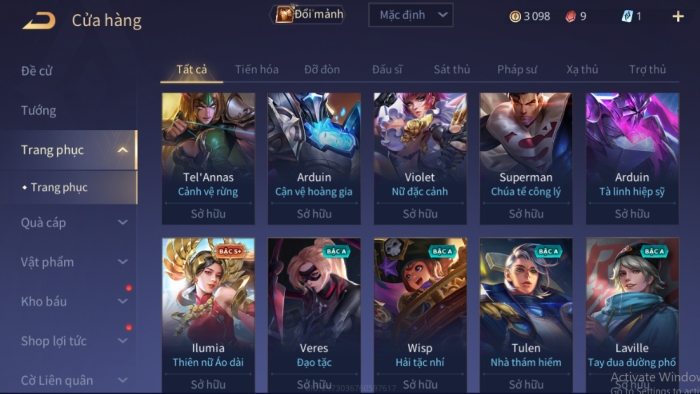 Cửa hàng
Đổi mảnh
Mặc định
3 098
9
1
Đề cử
Tướng
Trang phục
Trang phục
Quà cáp
Vật phẩm
Kho báu
Shop lợi tức
Cờ Liên quân
Tất cả
Tiến hóa
Đỡ đòn
Đấu sĩ
Sát thủ
Pháp sư
Xạ thủ
Trợ thủ
Tel'Annas
Cảnh vệ rừng
Sở hữu
Arduin
Cận vệ hoàng gia
Sở hữu
Violet
Nữ đặc cảnh
Sở hữu
Superman
Chúa tể công lý
Sở hữu
Arduin
Tà linh hiệp sỹ
Sở hữu
BẬC S+
Ilumia
Thiên nữ Áo dài
Sở hữu
BẬC A
Veres
Đạo tặc
Sở hữu
BẬC A
Wisp
Hải tặc nhí
Sở hữu
BẬC A
Tulen
Nhà thám hiểm
Sở hữu
BẬC A
Laville
Tay đua đường phố
Sở hữu
Activate Window
Go to Settings to activ